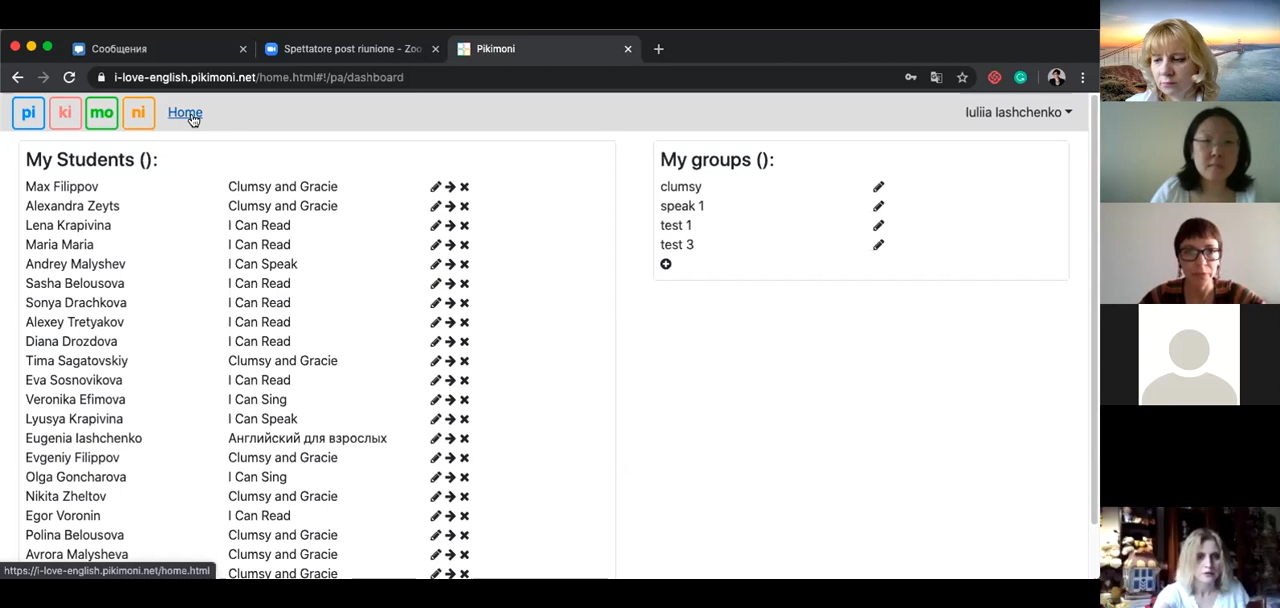 Сообщения
Spettatore post riunione - Zoo
Pikimoni
i-love-english.pikimoni.net/home.html#!/pa/dashboard
pi ki mo ni Home
Iuliia Iashchenko
My Students ():
Max Filippov Clumsy and Gracie
Alexandra Zeyts Clumsy and Gracie
Lena Krapivina I Can Read
Maria Maria I Can Read
Andrey Malyshev I Can Speak
Sasha Belousova I Can Read
Sonya Drachkova I Can Read
Alexey Tretyakov I Can Read
Diana Drozdova I Can Read
Tima Sagatovskiy Clumsy and Gracie
Eva Sosnovikova I Can Read
Veronika Efimova I Can Sing
Lyusya Krapivina I Can Speak
Eugenia Iashchenko Английский для взрослых
Evgeniy Filippov Clumsy and Gracie
Olga Goncharova I Can Sing
Nikita Zheltov Clumsy and Gracie
Egor Voronin I Can Read
Polina Belousova Clumsy and Gracie
Avrora Malysheva Clumsy and Gracie
Clumsy and Gracie
My groups ():
clumsy
speak 1
test 1
test 3
https://i-love-english.pikimoni.net/home.html